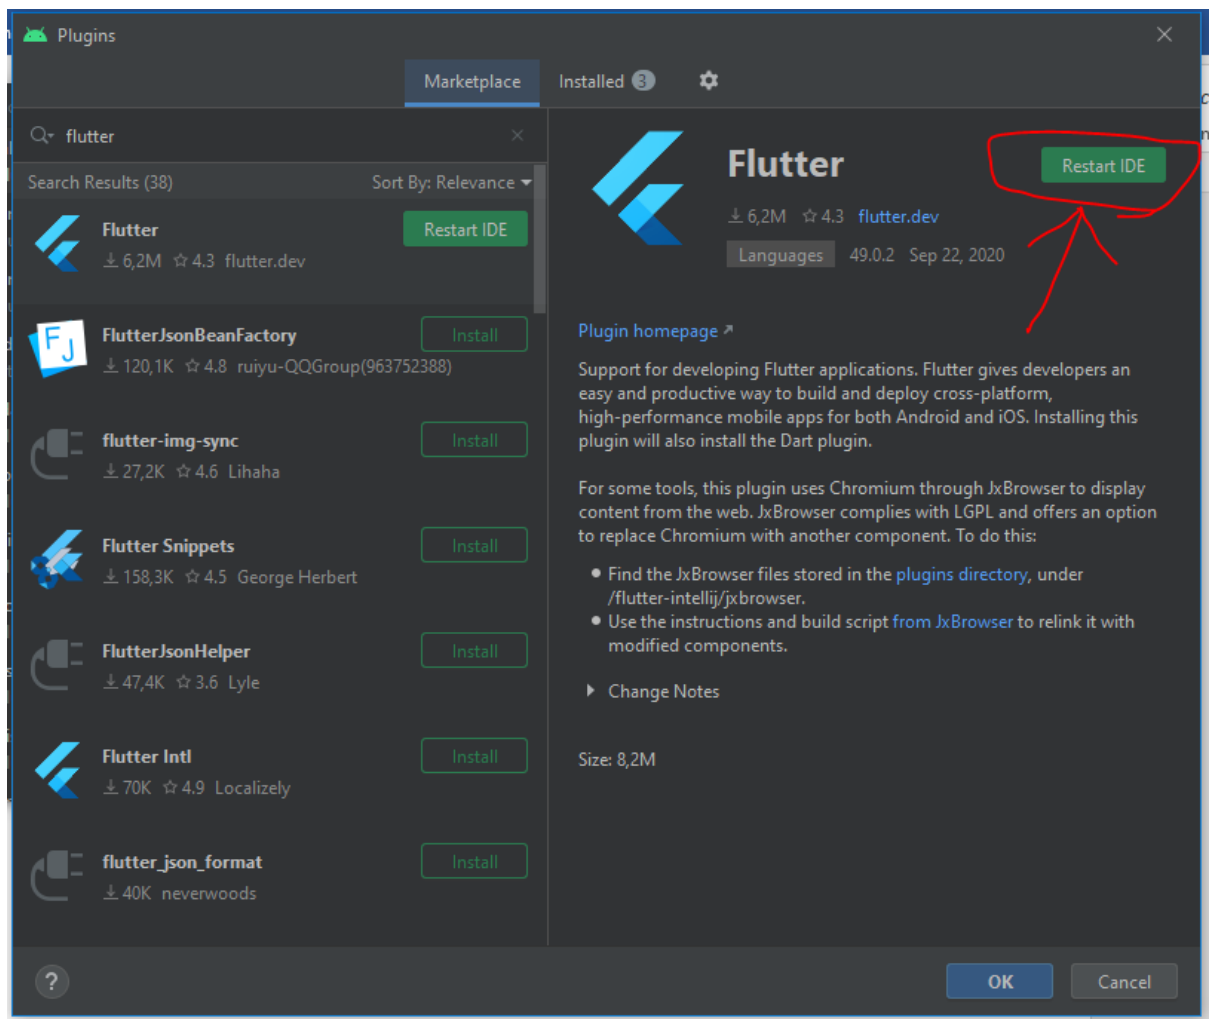 Plugins
Marketplace
Installed 3
flutter
Search Results (38)
Sort By: Relevance
Flutter
Restart IDE
6,2M 4.3 flutter.dev
FlutterJsonBeanFactory
Install
120,1K 4.8 ruiyu-QQGroup(963752388)
flutter-img-sync
Install
27,2K 4.6 Lihaha
Flutter Snippets
Install
158,3K 4.5 George Herbert
FlutterJsonHelper
Install
47,4K 3.6 Lyle
Flutter Intl
Install
70K 4.9 Localizely
flutter_json_format
Install
40K neverwoods
Flutter
Restart IDE
6,2M 4.3 flutter.dev
Languages 49.0.2 Sep 22, 2020
Plugin homepage
Support for developing Flutter applications. Flutter gives developers an
easy and productive way to build and deploy cross-platform,
high-performance mobile apps for both Android and iOS. Installing this
plugin will also install the Dart plugin.
For some tools, this plugin uses Chromium through JxBrowser to display
content from the web. JxBrowser complies with LGPL and offers an option
to replace Chromium with another component. To do this:
Find the JxBrowser files stored in the plugins directory, under
/flutter-intellij/jxbrowser.
Use the instructions and build script from JxBrowser to relink it with
modified components.
Change Notes
Size: 8,2M
?
OK
Cancel